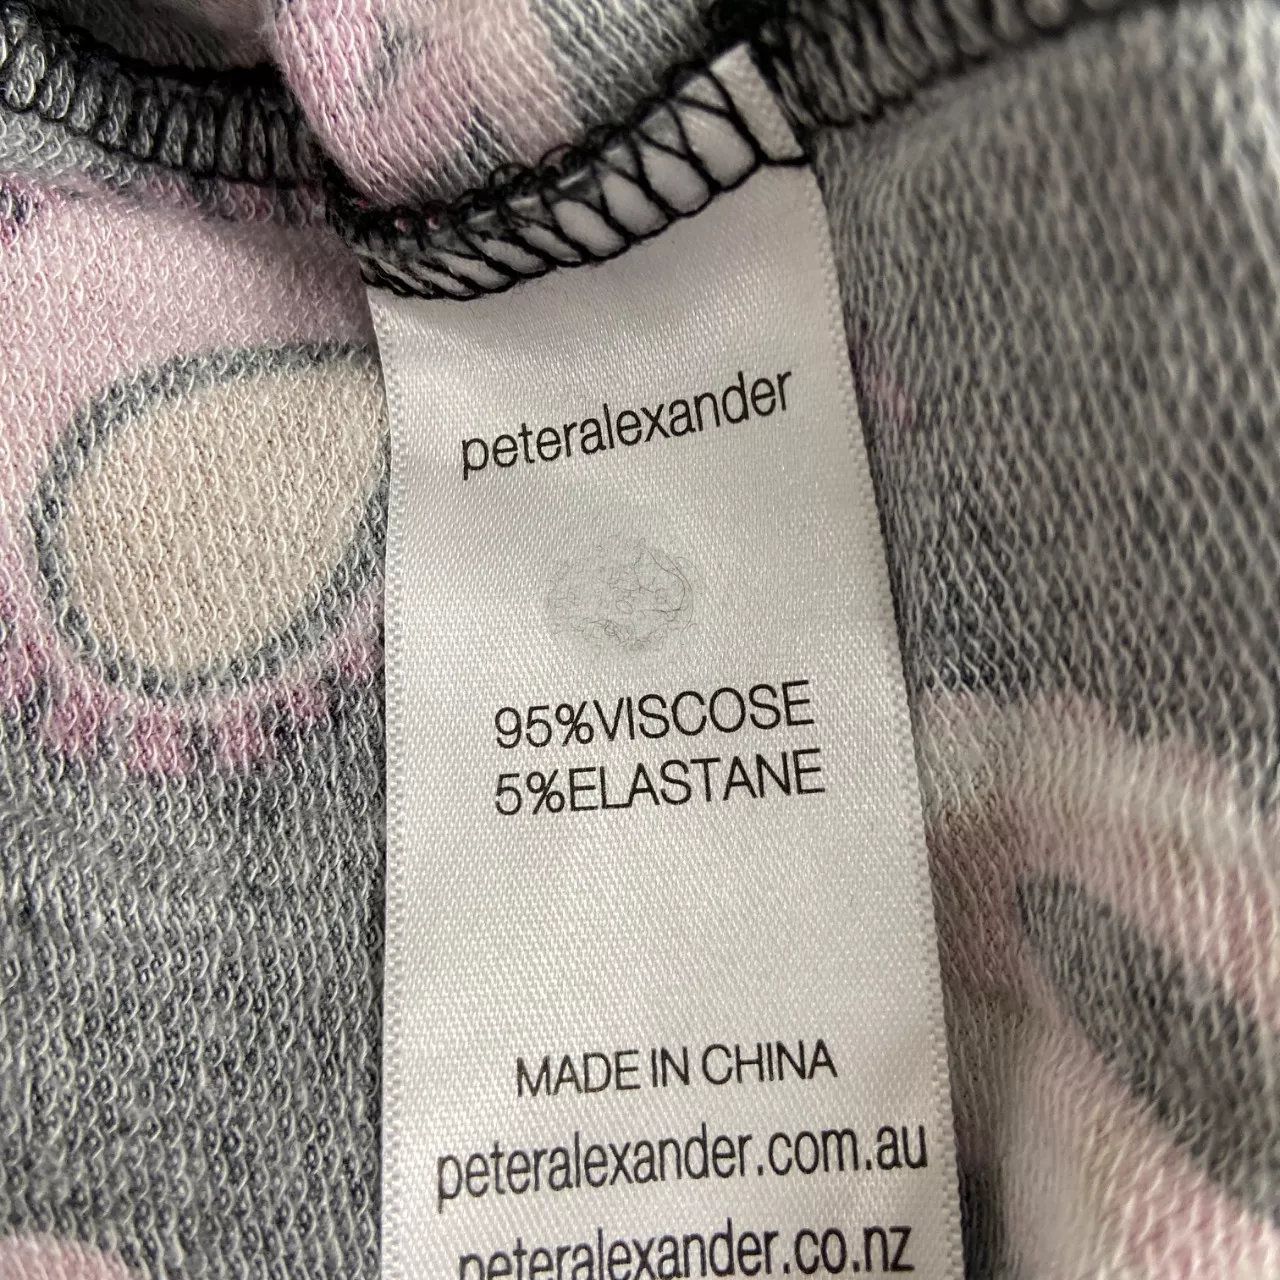 peteralexander
95%VISCOSE
5%ELASTANE
MADE IN CHINA
peteralexander.com.au
peteralexander.co.nz